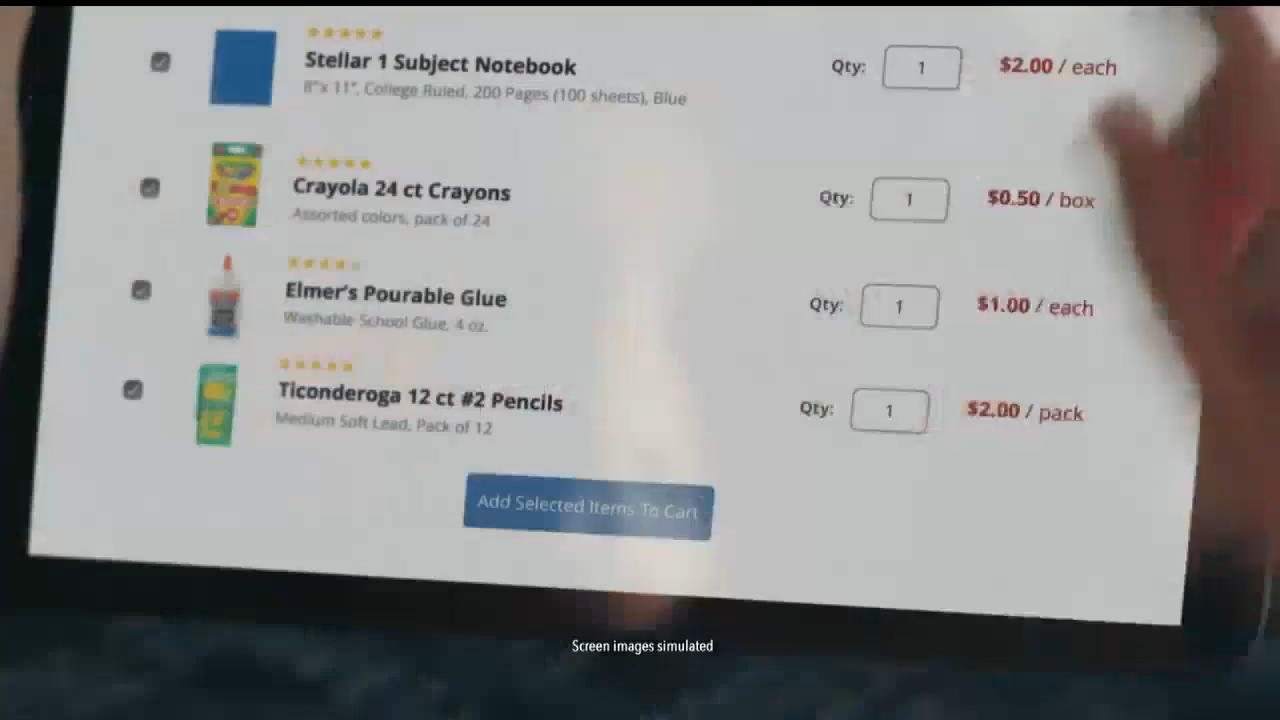 Stellar 1 Subject Notebook
8"x 11", College Ruled, 200 Pages (100 sheets), Blue
Qty: 1 $2.00 / each
Crayola 24 ct Crayons
Assorted colors, pack of 24
Qty: 1 $0.50 / box
Elmer's Pourable Glue
Washable School Glue, 4 oz.
Qty: 1 $1.00 / each
Ticonderoga 12 ct #2 Pencils
Medium Soft Lead, Pack of 12
Qty: 1 $2.00 / pack
Add Selected Items To Cart
Screen images simulated